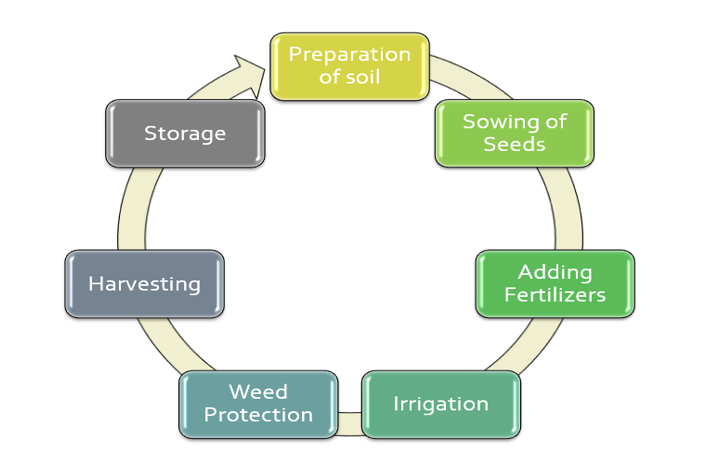 Preparation
of soil
Sowing of
Seeds
Adding
Fertilizers
Irrigation
Weed
Protection
Harvesting
Storage